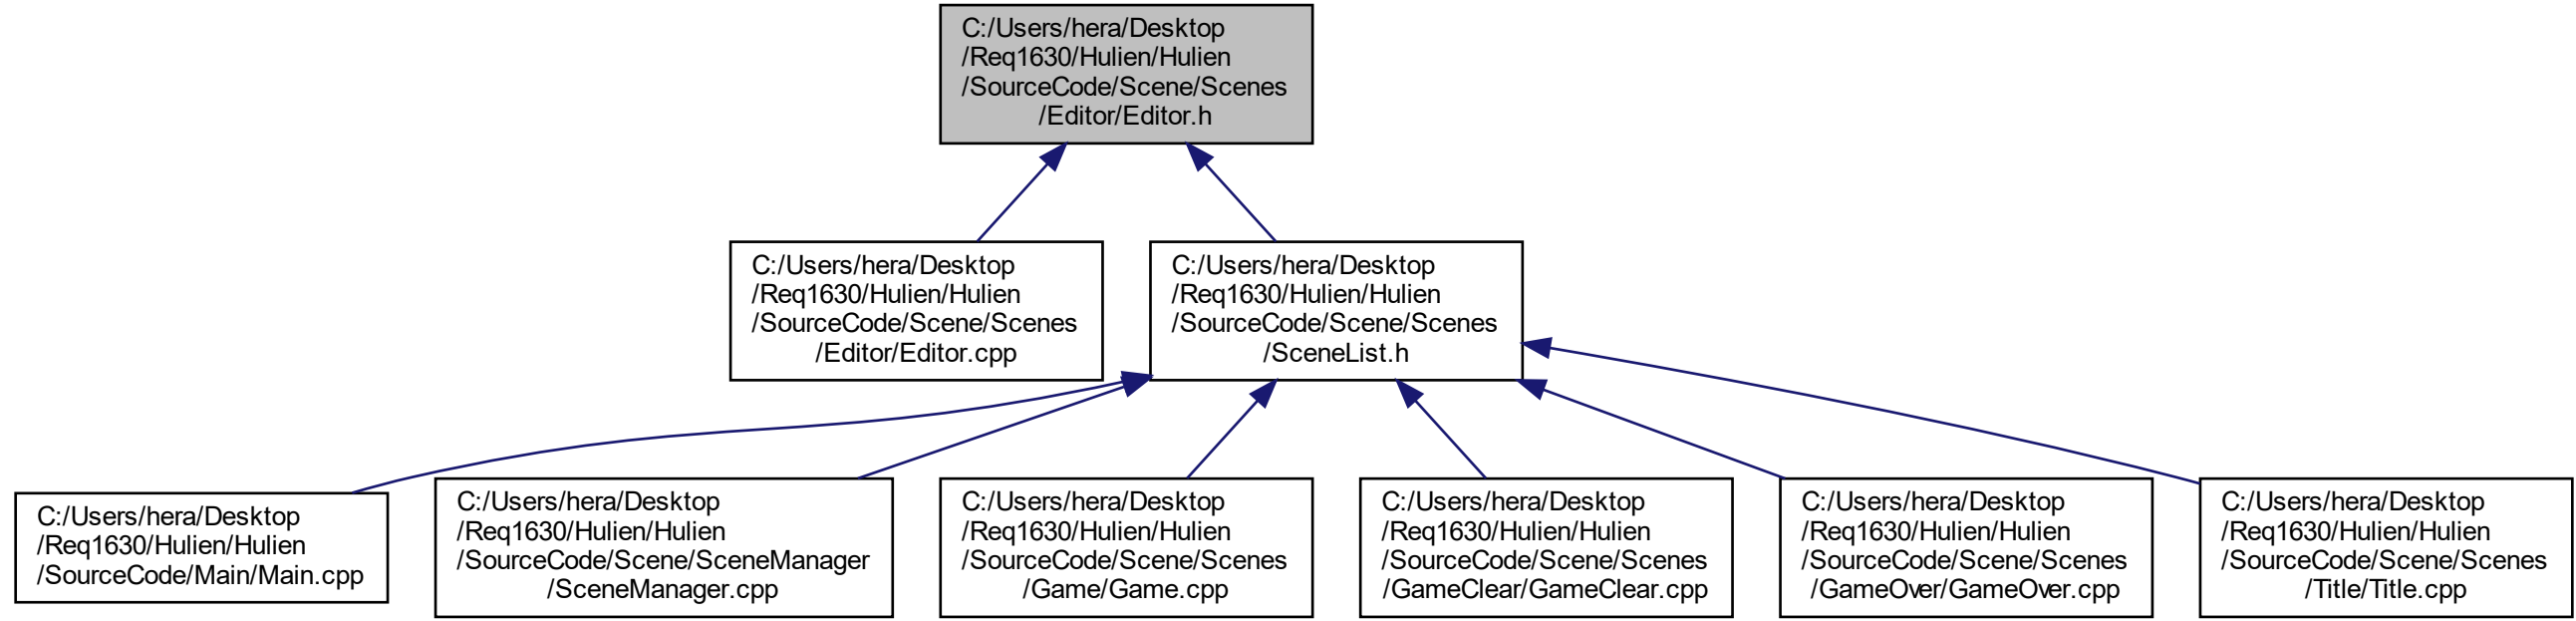 C:/Users/hera/Desktop
/Req1630/Hulien/Hulien
/SourceCode/Scene/Scenes
/Editor/Editor.h
C:/Users/hera/Desktop
/Req1630/Hulien/Hulien
/SourceCode/Scene/Scenes
/Editor/Editor.cpp
C:/Users/hera/Desktop
/Req1630/Hulien/Hulien
/SourceCode/Scene/Scenes
/SceneList.h
C:/Users/hera/Desktop
/Req1630/Hulien/Hulien
/SourceCode/Main/Main.cpp
C:/Users/hera/Desktop
/Req1630/Hulien/Hulien
/SourceCode/Scene/SceneManager
/SceneManager.cpp
C:/Users/hera/Desktop
/Req1630/Hulien/Hulien
/SourceCode/Scene/Scenes
/Game/Game.cpp
C:/Users/hera/Desktop
/Req1630/Hulien/Hulien
/SourceCode/Scene/Scenes
/GameClear/GameClear.cpp
C:/Users/hera/Desktop
/Req1630/Hulien/Hulien
/SourceCode/Scene/Scenes
/GameOver/GameOver.cpp
C:/Users/hera/Desktop
/Req1630/Hulien/Hulien
/SourceCode/Scene/Scenes
/Title/Title.cpp